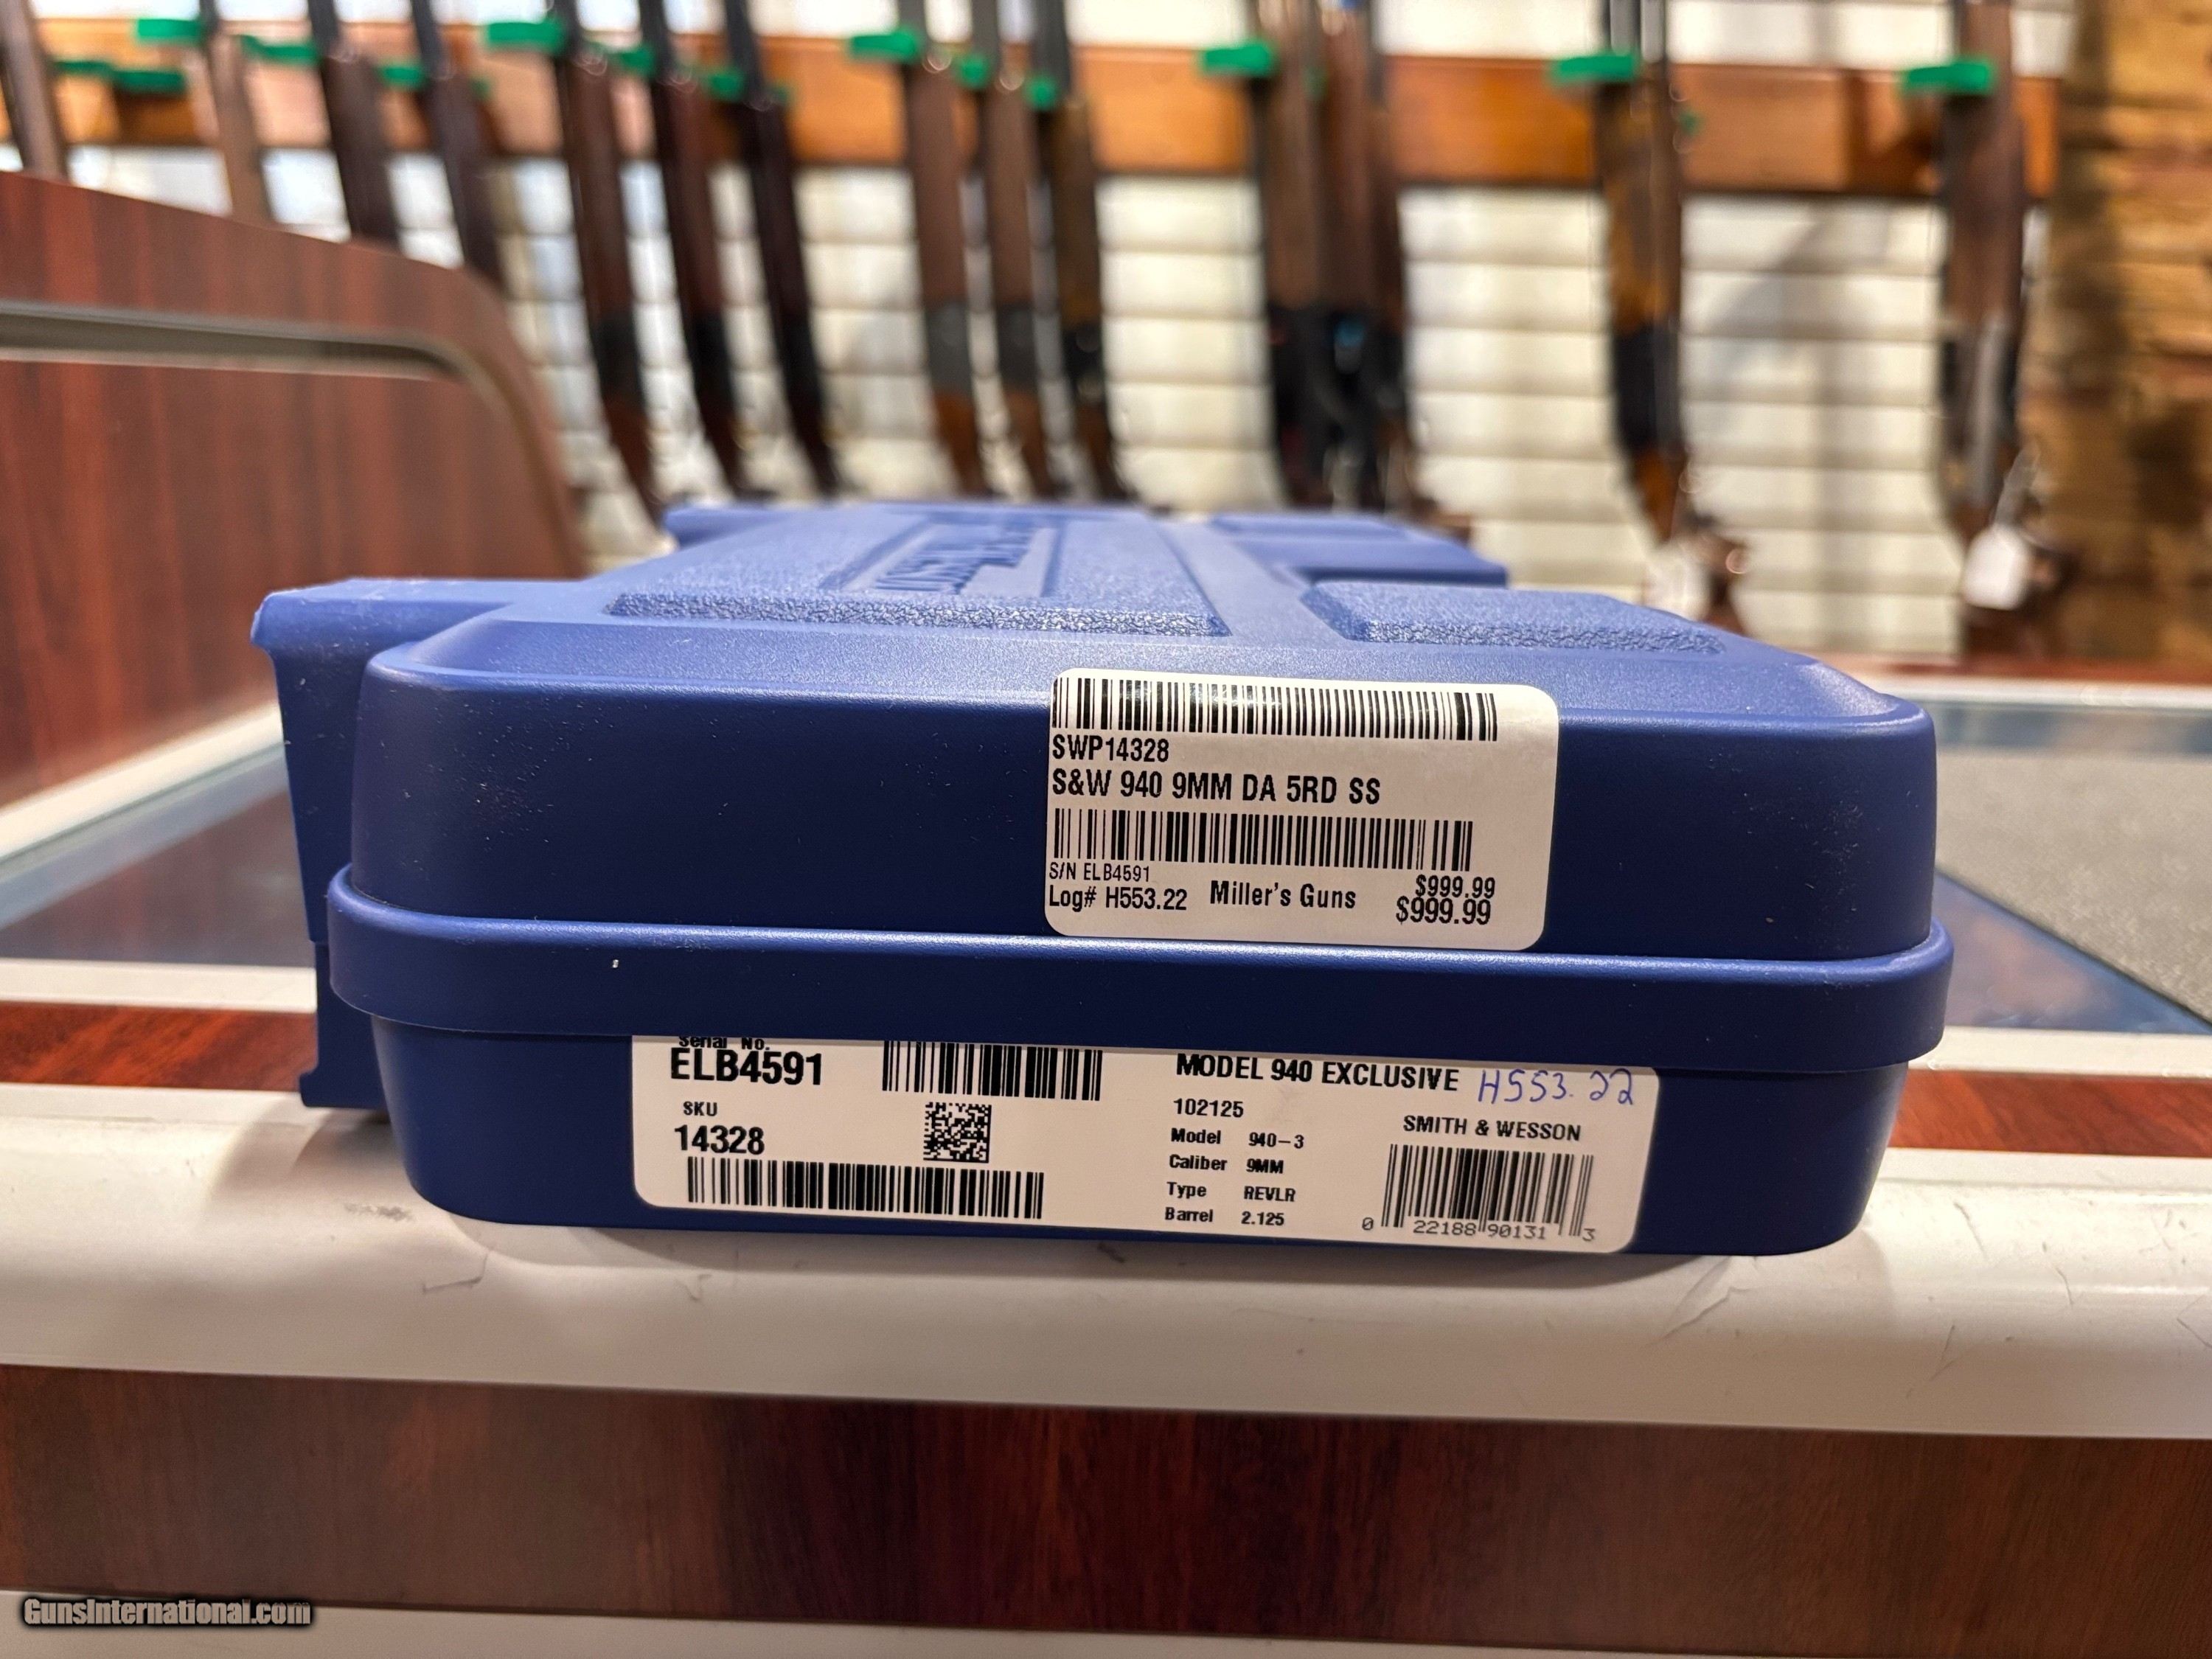 SWP14328
S&W 940 9MM DA 5RD SS
S/N ELB4591
Log# H553.22 Miller's Guns $999.99
$999.99
Serial No.
ELB4591
SKU
14328
MODEL 940 EXCLUSIVE H553.22
102125
SMITH & WESSON
Model 940-3
Caliber 9MM
Type REVLR
Barrel 2.125
0 22188 90131 3
GunsInternational.com